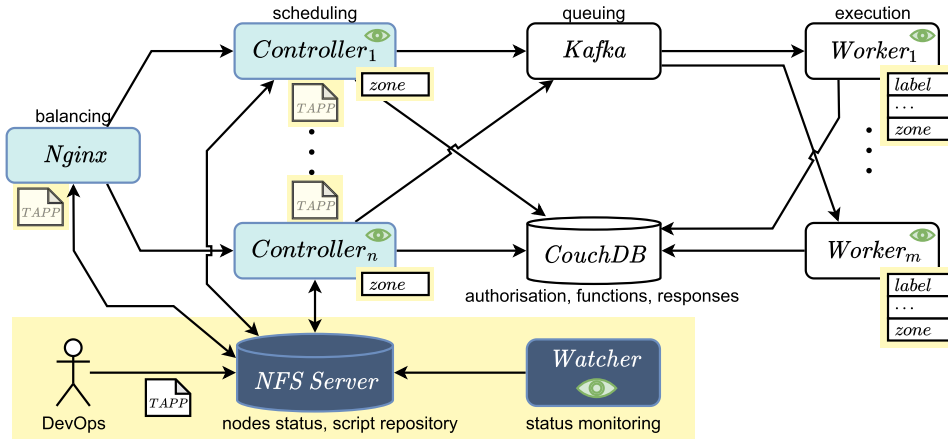 scheduling
queuing
execution
Controller1
Kafka
Worker1
zone
label
...
zone
TAPP
balancing
Nginx
TAPP
TAPP
Controllern
CouchDB
Workerm
zone
authorisation, functions, responses
label
...
zone
NFS Server
Watcher
TAPP
DevOps
nodes status, script repository
status monitoring